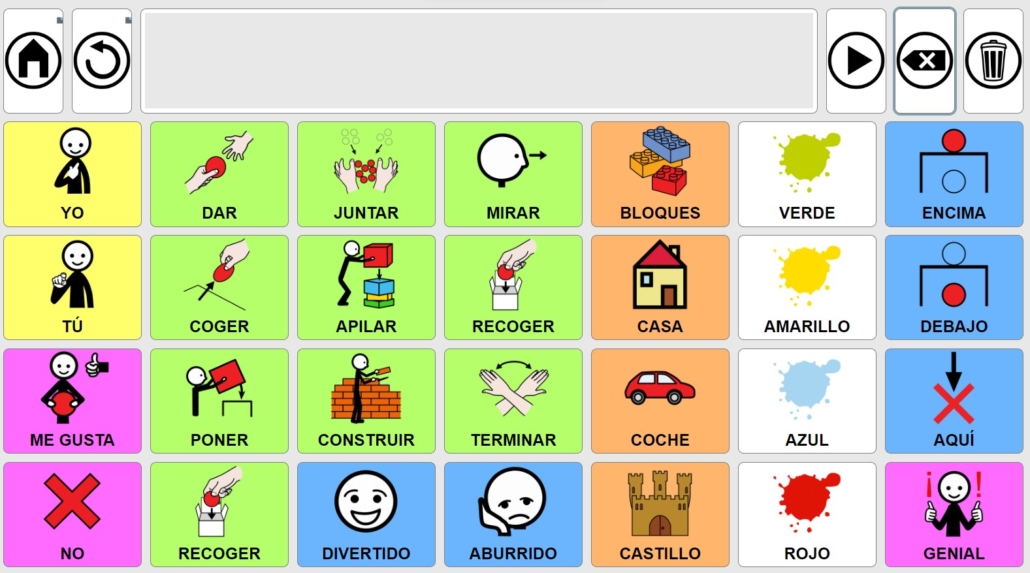 YO
DAR
JUNTAR
MIRAR
BLOQUES
VERDE
ENCIMA
TÚ
COGER
APILAR
RECOGER
CASA
AMARILLO
DEBAJO
ME GUSTA
PONER
CONSTRUIR
TERMINAR
COCHE
AZUL
AQUÍ
NO
RECOGER
DIVERTIDO
ABURRIDO
CASTILLO
ROJO
¡ !
GENIAL